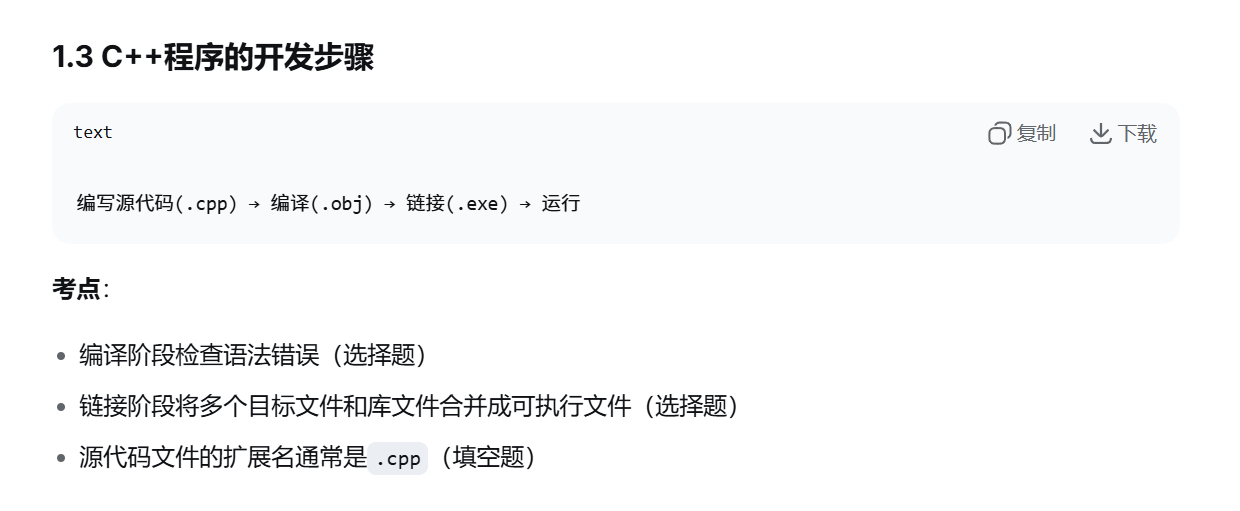 1.3 C++程序的开发步骤
text
复制
下载
编写源代码(.cpp) → 编译(.obj) → 链接(.exe) → 运行
考点：
• 编译阶段检查语法错误（选择题）
• 链接阶段将多个目标文件和库文件合并成可执行文件（选择题）
• 源代码文件的扩展名通常是 .cpp （填空题）